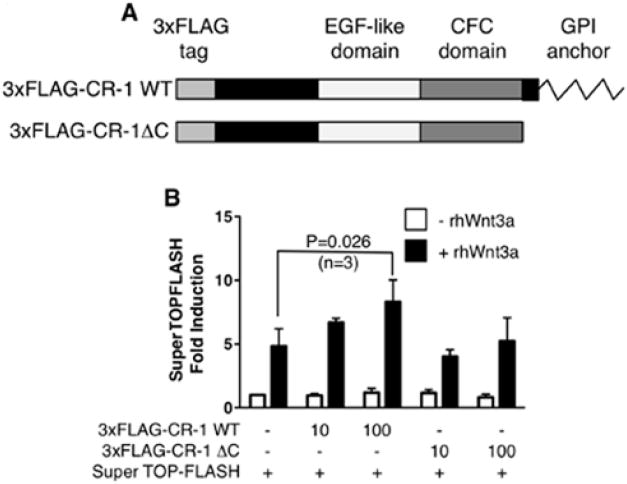 A
3xFLAG tag
EGF-like domain
CFC domain
GPI anchor
3xFLAG-CR-1 WT
3xFLAG-CR-1ΔC
B
SuperTOPFLASH
Fold Induction
15
10
5
0
P=0.026
(n=3)
- rhWnt3a
+ rhWnt3a
3xFLAG-CR-1 WT - 10 100 - -
3xFLAG-CR-1 ΔC - - - 10 100
Super TOP-FLASH + + + + +